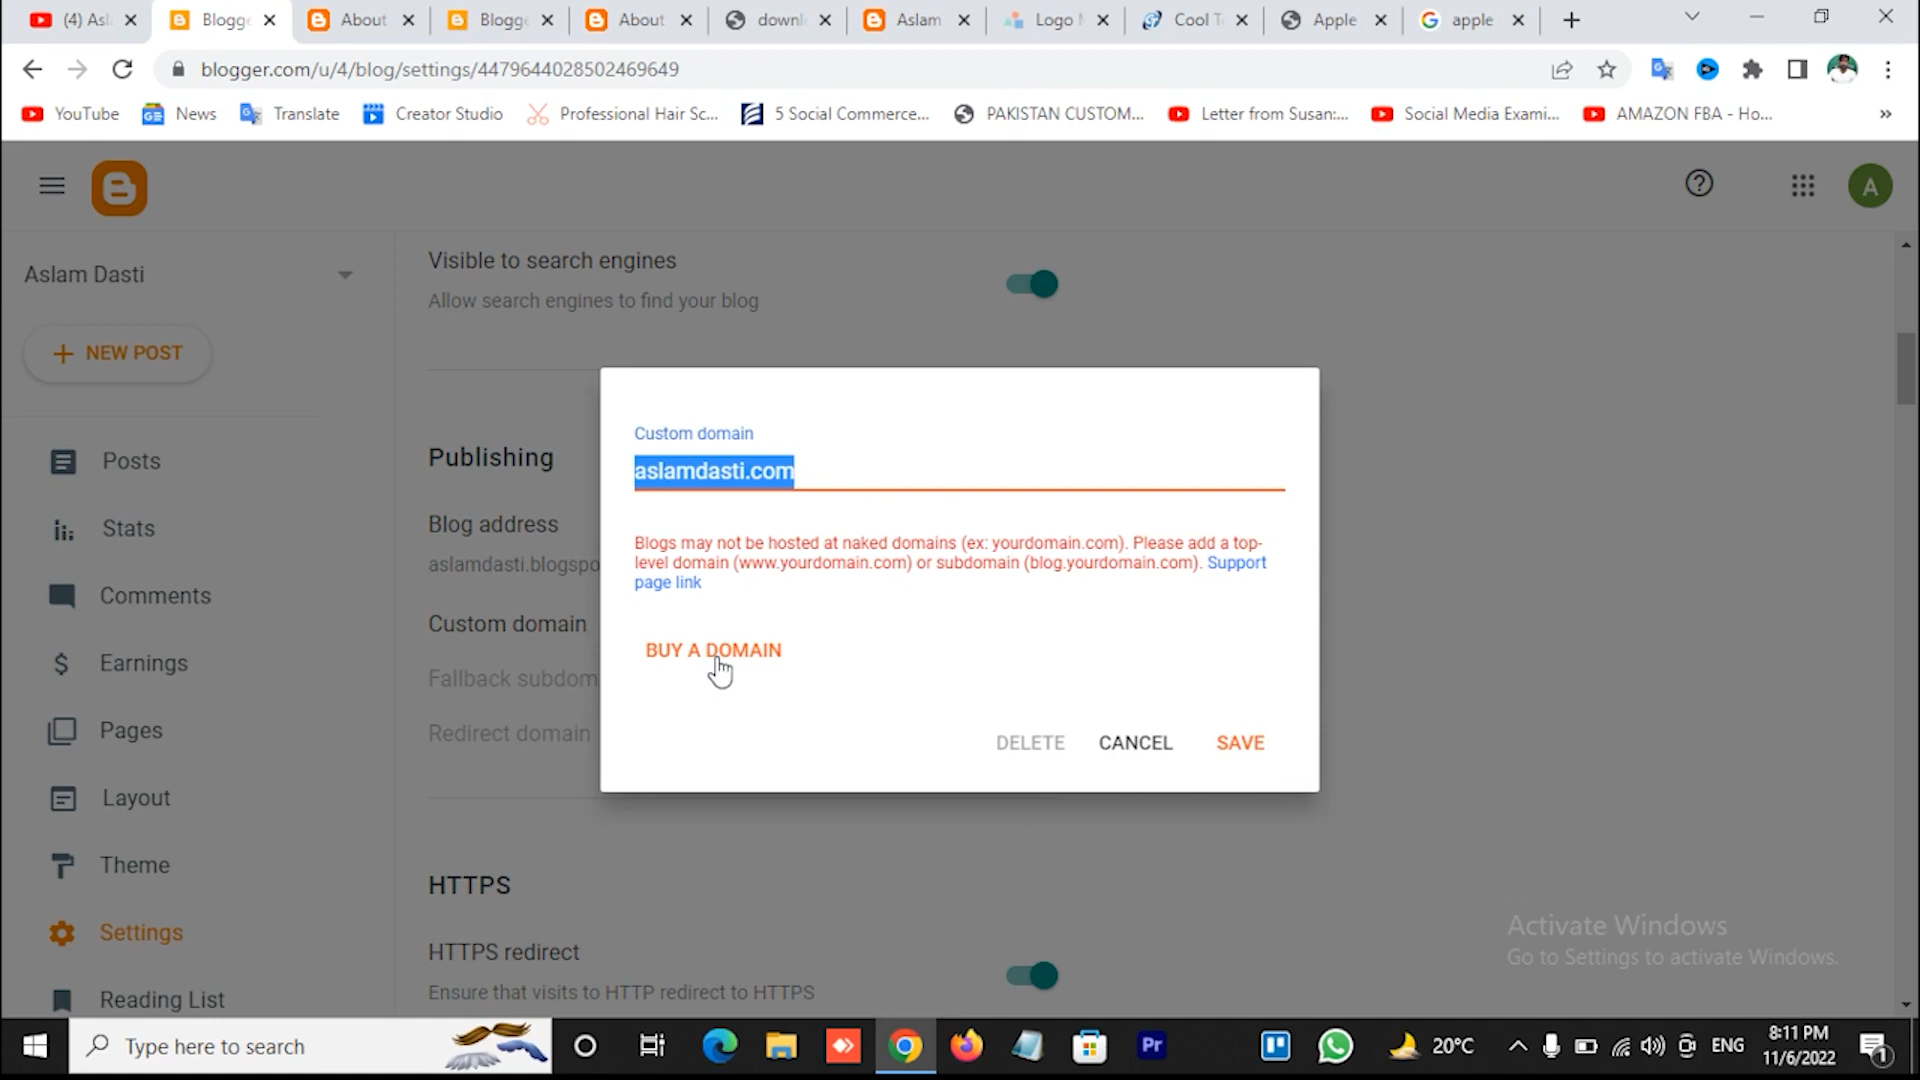 (4) Asl
Blogge
About
Blogge
About
downl
Aslam
Logo M
Cool T
Apple
apple
blogger.com/u/4/blog/settings/4479644028502469649
YouTube
News
Translate
Creator Studio
Professional Hair Sc...
5 Social Commerce...
PAKISTAN CUSTOM...
Letter from Susan:...
Social Media Exami...
AMAZON FBA - Ho...
»
A
Aslam Dasti
NEW POST
Posts
Stats
Comments
Earnings
Pages
Layout
Theme
Settings
Reading List
Visible to search engines
Allow search engines to find your blog
Publishing
Blog address
aslamdasti.blogspo
Custom domain
Fallback subdom
Redirect domain
Custom domain
aslamdasti.com
Blogs may not be hosted at naked domains (ex: yourdomain.com). Please add a top-
level domain (www.yourdomain.com) or subdomain (blog.yourdomain.com). Support
page link
BUY A DOMAIN
DELETE
CANCEL
SAVE
HTTPS
HTTPS redirect
Ensure that visits to HTTP redirect to HTTPS
Activate Windows
Go to Settings to activate Windows.
Type here to search
Pr
20°C
ENG
8:11 PM
11/6/2022
1